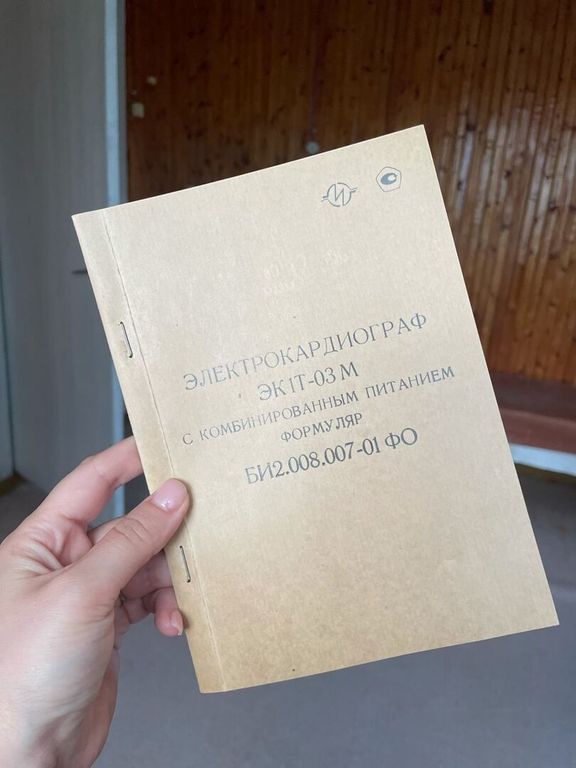 ЭЛЕКТРОКАРДИОГРАФ
ЭК1Т-03 М
С КОМБИНИРОВАННЫМ ПИТАНИЕМ
ФОРМУЛЯР
БИ2.008.007-01 ФО